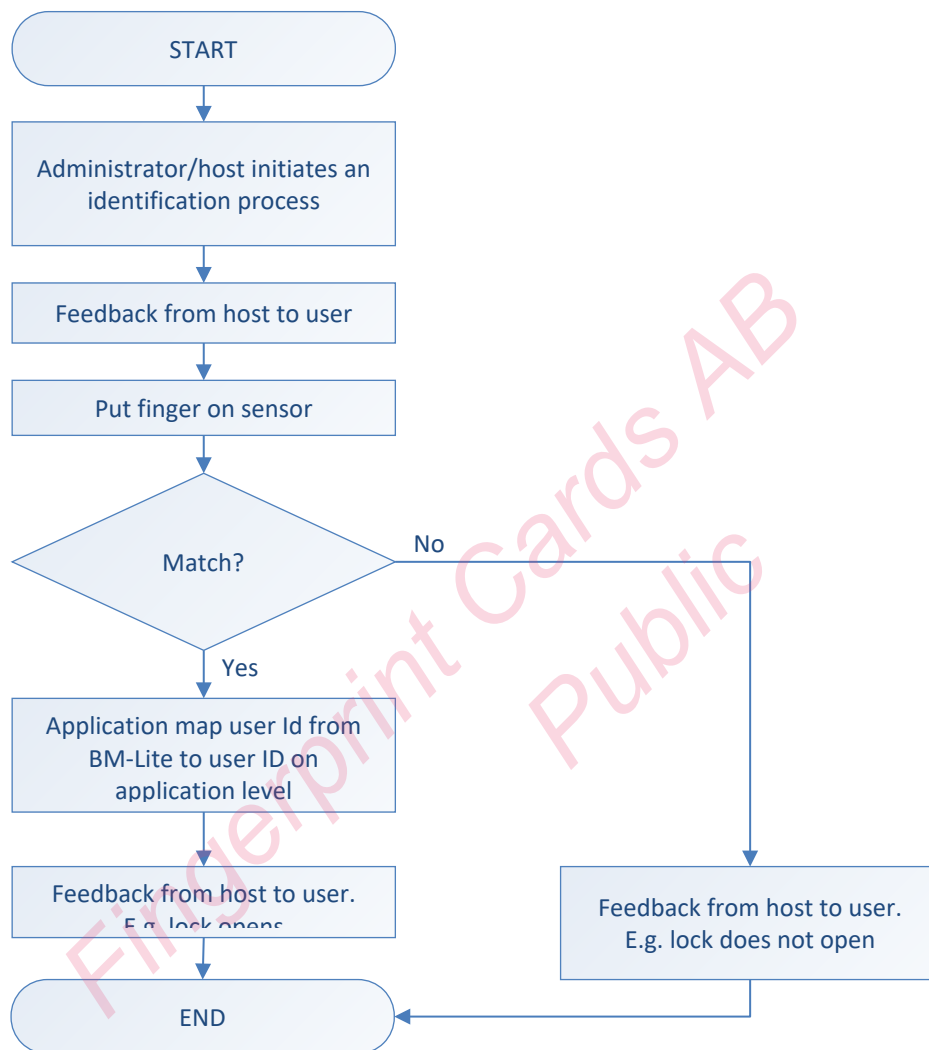 START
Administrator/host initiates an
identification process
Feedback from host to user
Put finger on sensor
Match?
No
Yes
Application map user Id from
BM-Lite to user ID on
application level
Feedback from host to user.
E.g. lock opens
Feedback from host to user.
E.g. lock does not open
END
Fingerprint Cards AB
Public